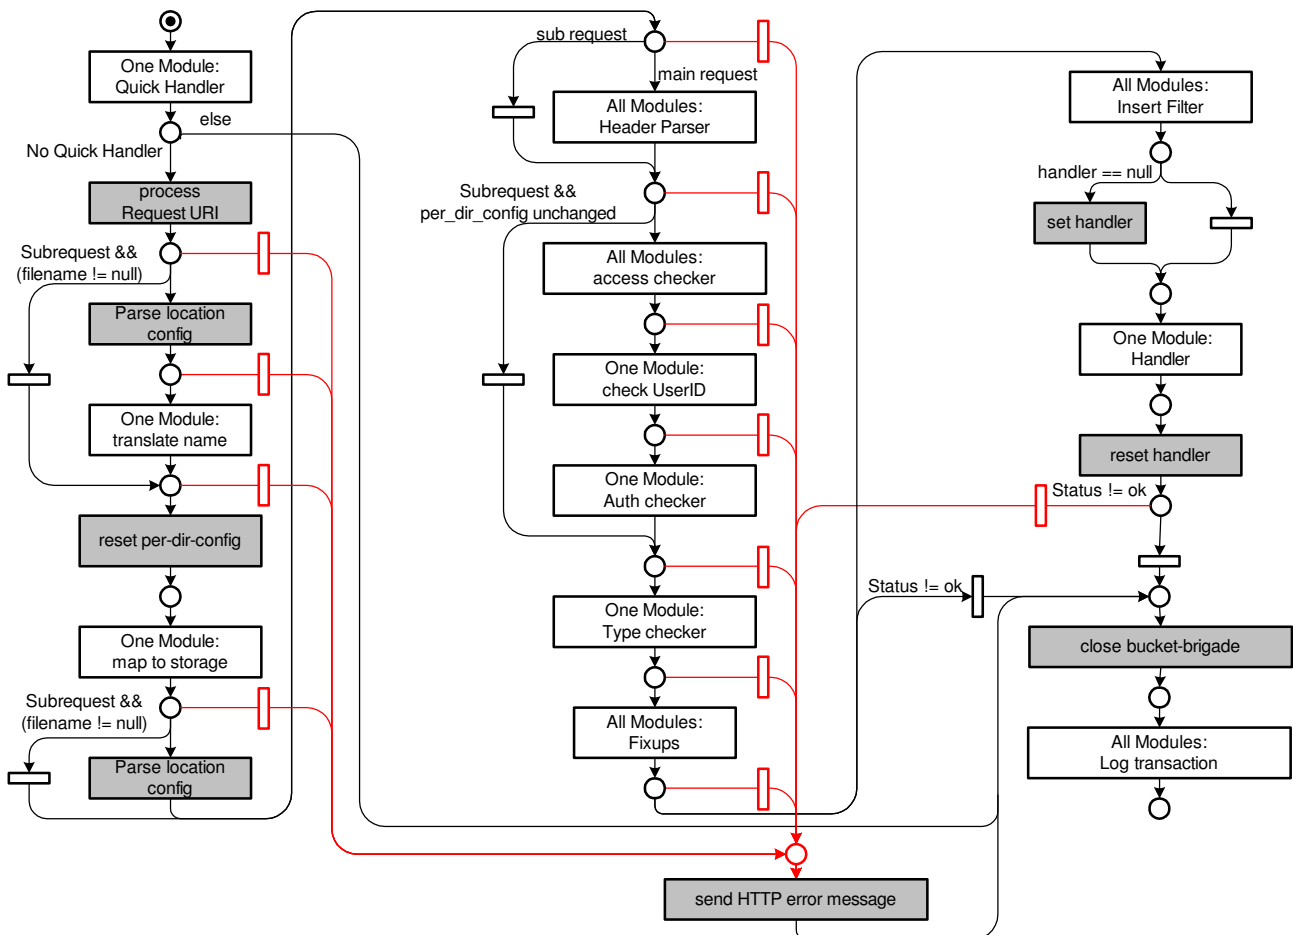 One Module:
Quick Handler
else
No Quick Handler
process
Request URI
Subrequest &&
(filename != null)
Parse location
config
One Module:
translate name
reset per-dir-config
One Module:
map to storage
Subrequest &&
(filename != null)
Parse location
config
sub request
main request
All Modules:
Header Parser
Subrequest &&
per_dir_config unchanged
All Modules:
access checker
One Module:
check UserID
One Module:
Auth checker
One Module:
Type checker
All Modules:
Fixups
send HTTP error message
All Modules:
Insert Filter
handler == null
set handler
One Module:
Handler
reset handler
Status != ok
Status != ok
close bucket-brigade
All Modules:
Log transaction